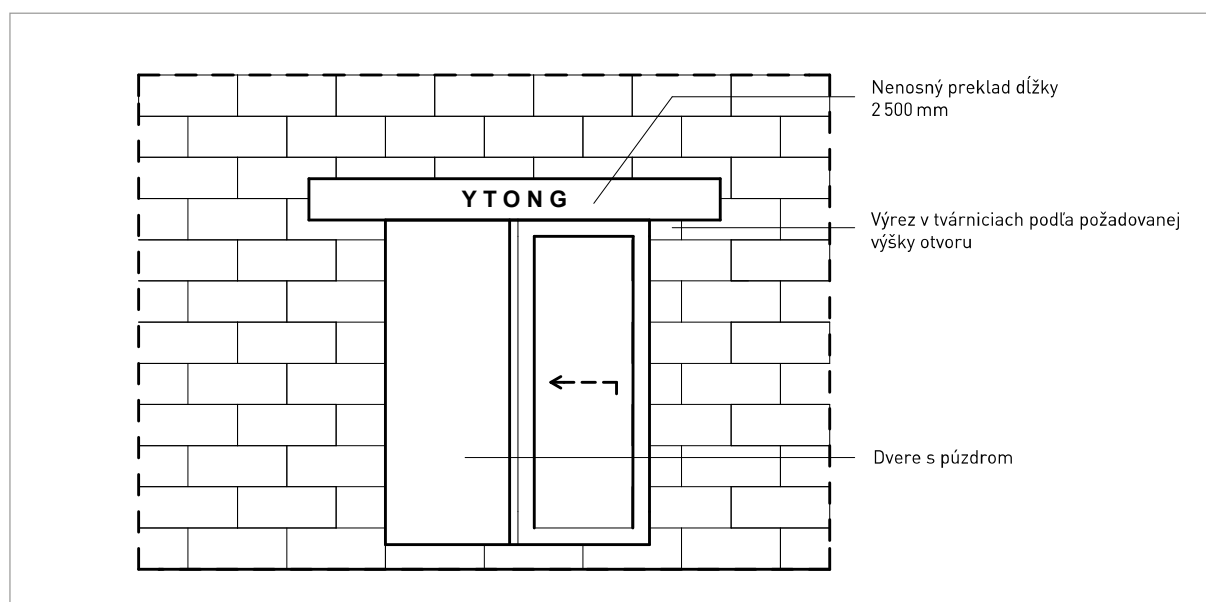 Nenosný preklad dĺžky
2 500 mm
YTONG
Výrez v tvárniciach podľa požadovanej
výšky otvoru
Dvere s púzdrom